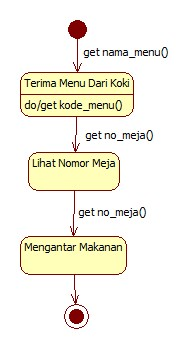 get nama_menu()
Terima Menu Dari Koki
do/get kode_menu()
get no_meja()
Lihat Nomor Meja
get no_meja()
Mengantar Makanan